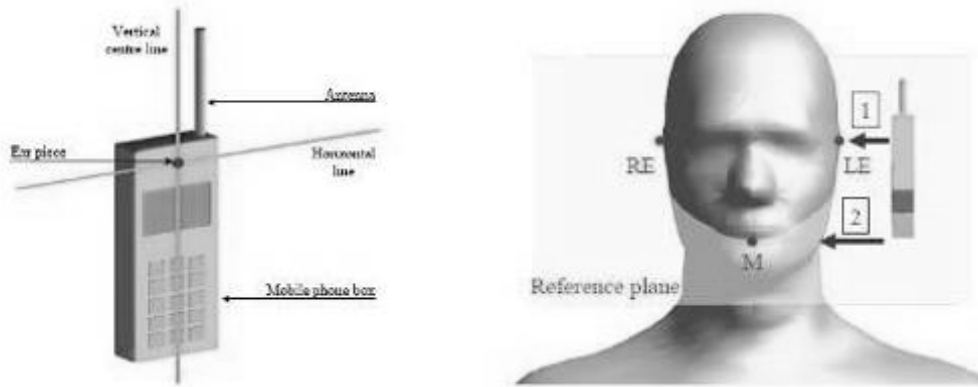 Vertical
centre line
Antenna
Ear piece
Horizontal
line
Mobile phone box
1
RE
LE
2
M
Reference plane